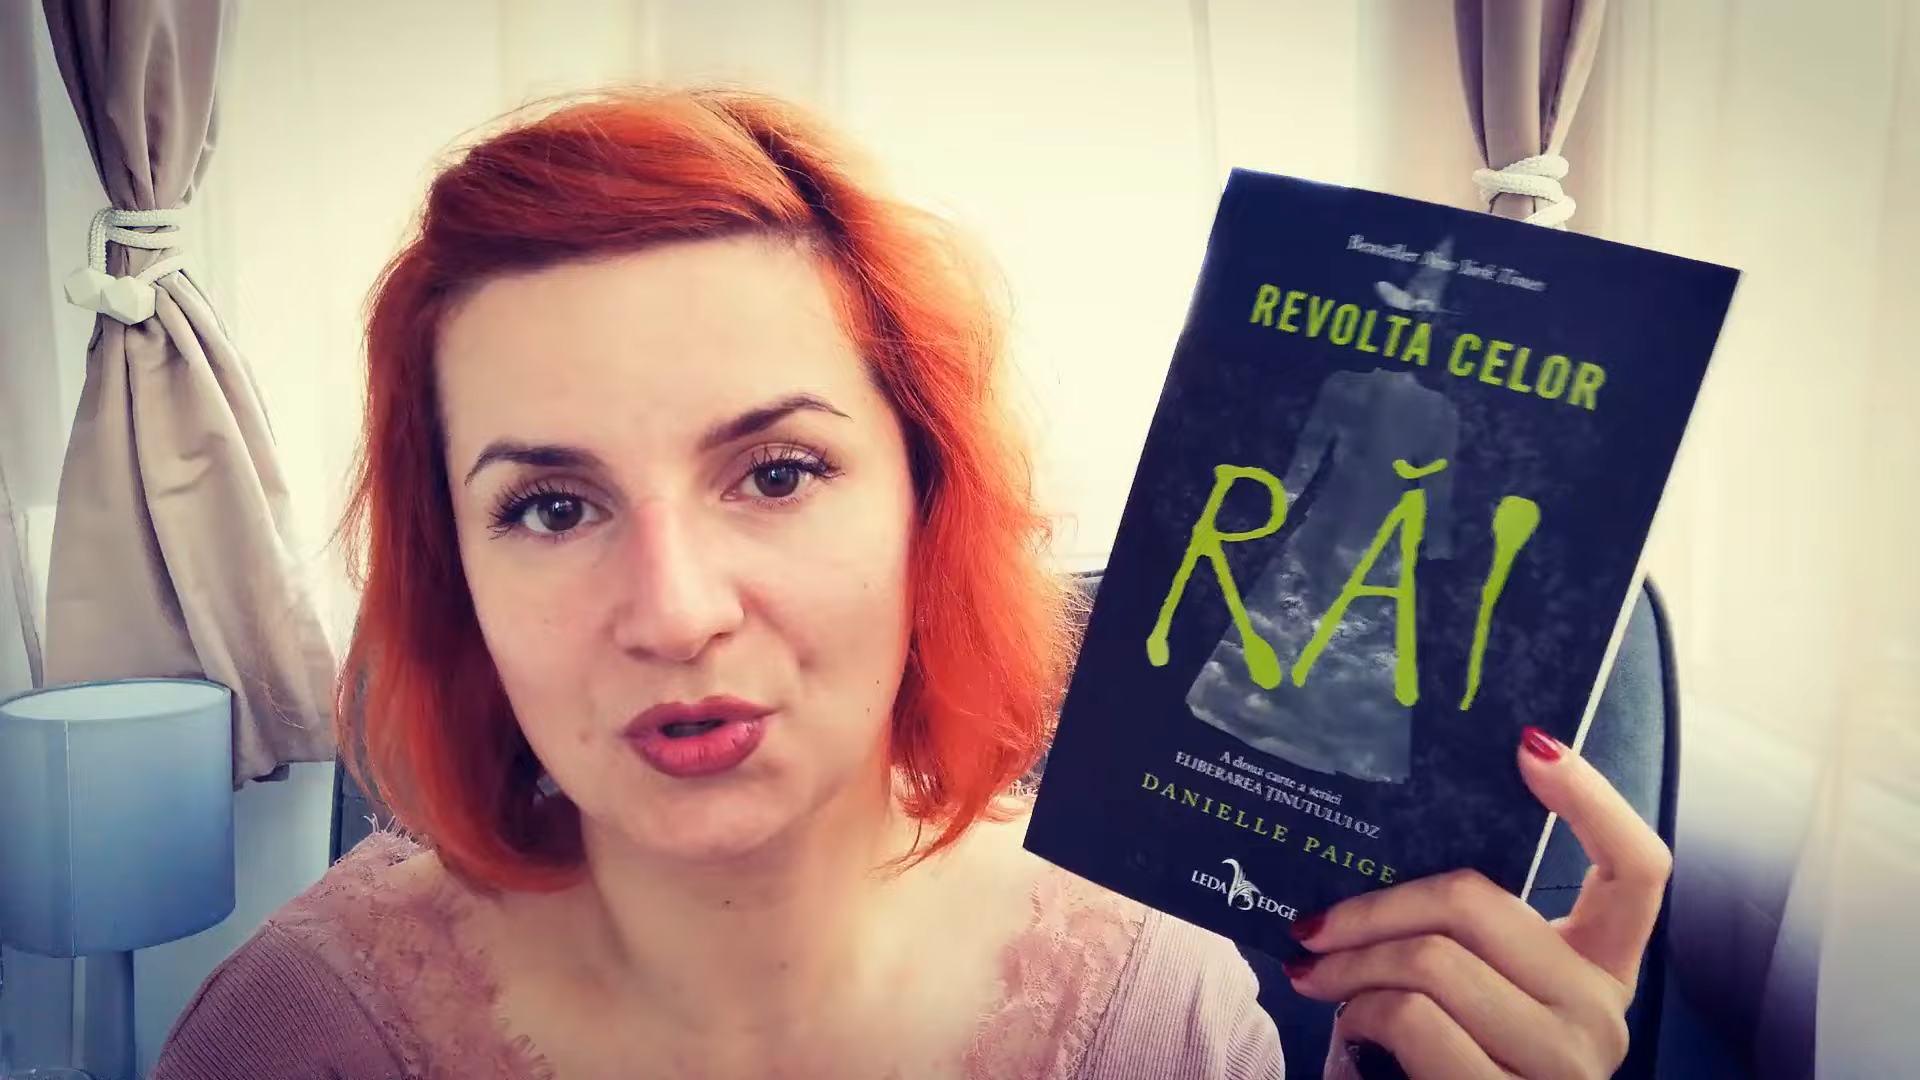 Bestseller New York Times
REVOLTA CELOR
RĂI
A doua carte a seriei
ELIBERAREA ȚINUTULUI OZ
DANIELLE PAIGE
LEDA EDGE